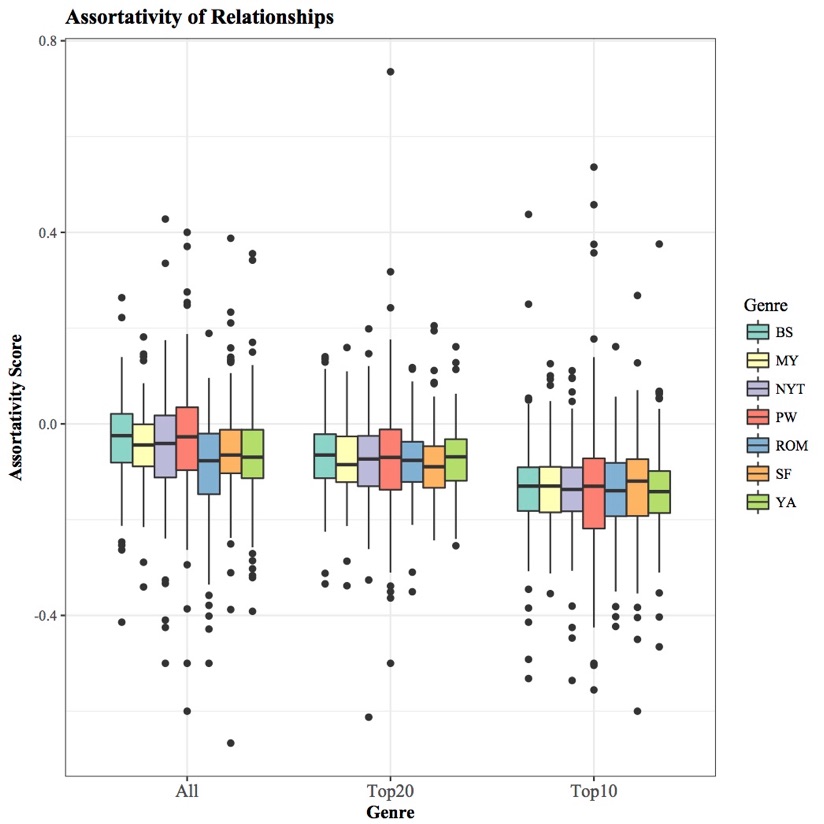 Assortativity of Relationships
Assortativity Score
0.8
0.4
0.0
-0.4
All Top20 Top10
Genre
Genre
BS
MY
NYT
PW
ROM
SF
YA